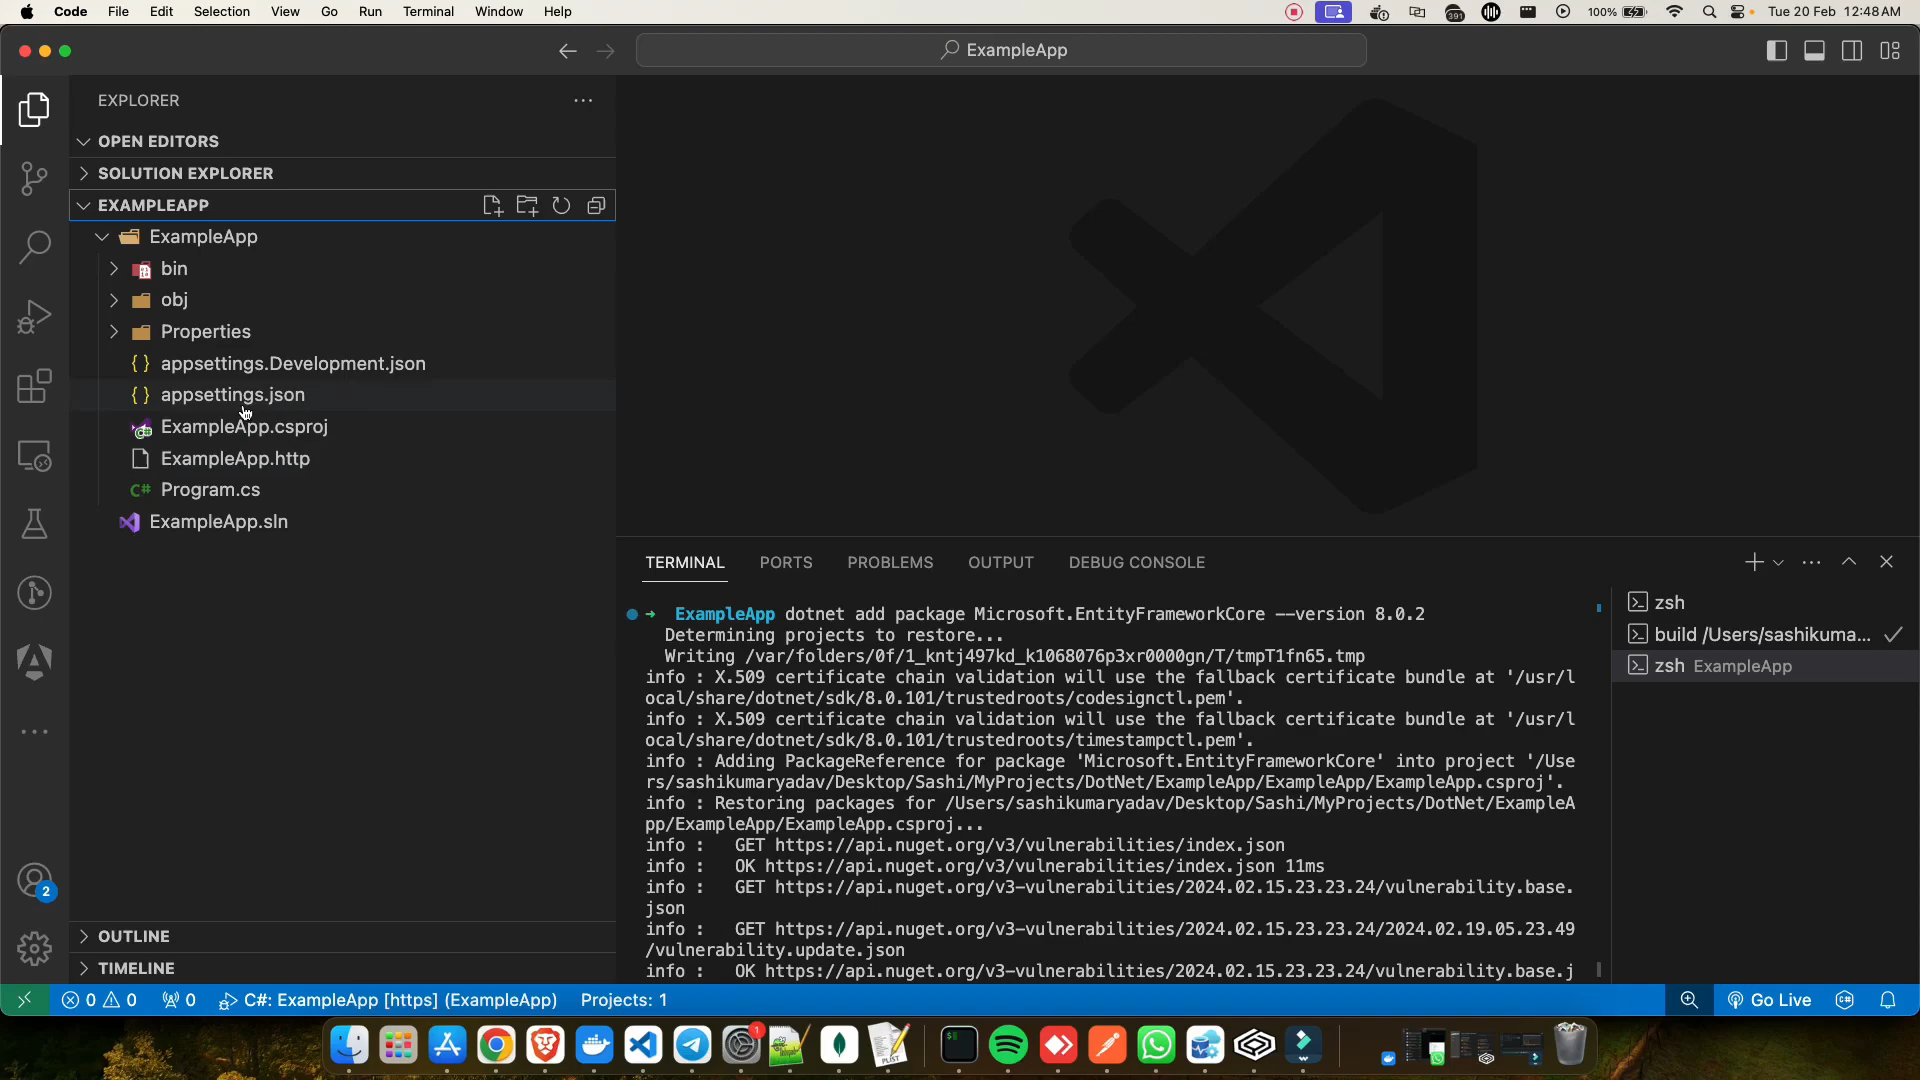 Code File Edit Selection View Go Run Terminal Window Help
391
100%
Tue 20 Feb 12:48 AM
ExampleApp
EXPLORER
OPEN EDITORS
SOLUTION EXPLORER
EXAMPLEAPP
ExampleApp
bin
obj
Properties
{ } appsettings.Development.json
{ } appsettings.json
ExampleApp.csproj
ExampleApp.http
C# Program.cs
ExampleApp.sln
2
OUTLINE
TIMELINE
TERMINAL PORTS PROBLEMS OUTPUT DEBUG CONSOLE
ExampleApp dotnet add package Microsoft.EntityFrameworkCore --version 8.0.2
Determining projects to restore...
Writing /var/folders/0f/1_kntj497kd_k1068076p3xr0000gn/T/tmpT1fn65.tmp
info : X.509 certificate chain validation will use the fallback certificate bundle at '/usr/l
ocal/share/dotnet/sdk/8.0.101/trustedroots/codesignctl.pem'.
info : X.509 certificate chain validation will use the fallback certificate bundle at '/usr/l
ocal/share/dotnet/sdk/8.0.101/trustedroots/timestampctl.pem'.
info : Adding PackageReference for package 'Microsoft.EntityFrameworkCore' into project '/Use
rs/sashikumaryadav/Desktop/Sashi/MyProjects/DotNet/ExampleApp/ExampleApp/ExampleApp.csproj'.
info : Restoring packages for /Users/sashikumaryadav/Desktop/Sashi/MyProjects/DotNet/ExampleA
pp/ExampleApp/ExampleApp.csproj...
info :   GET https://api.nuget.org/v3/vulnerabilities/index.json
info :   OK https://api.nuget.org/v3/vulnerabilities/index.json 11ms
info :   GET https://api.nuget.org/v3-vulnerabilities/2024.02.15.23.23.24/vulnerability.base.
json
info :   GET https://api.nuget.org/v3-vulnerabilities/2024.02.15.23.23.24/2024.02.19.05.23.49
/vulnerability.update.json
info :   OK https://api.nuget.org/v3-vulnerabilities/2024.02.15.23.23.24/vulnerability.base.j
zsh
build /Users/sashikuma...
zsh ExampleApp
0 0 0 C#: ExampleApp [https] (ExampleApp) Projects: 1
Go Live
1
PLIST